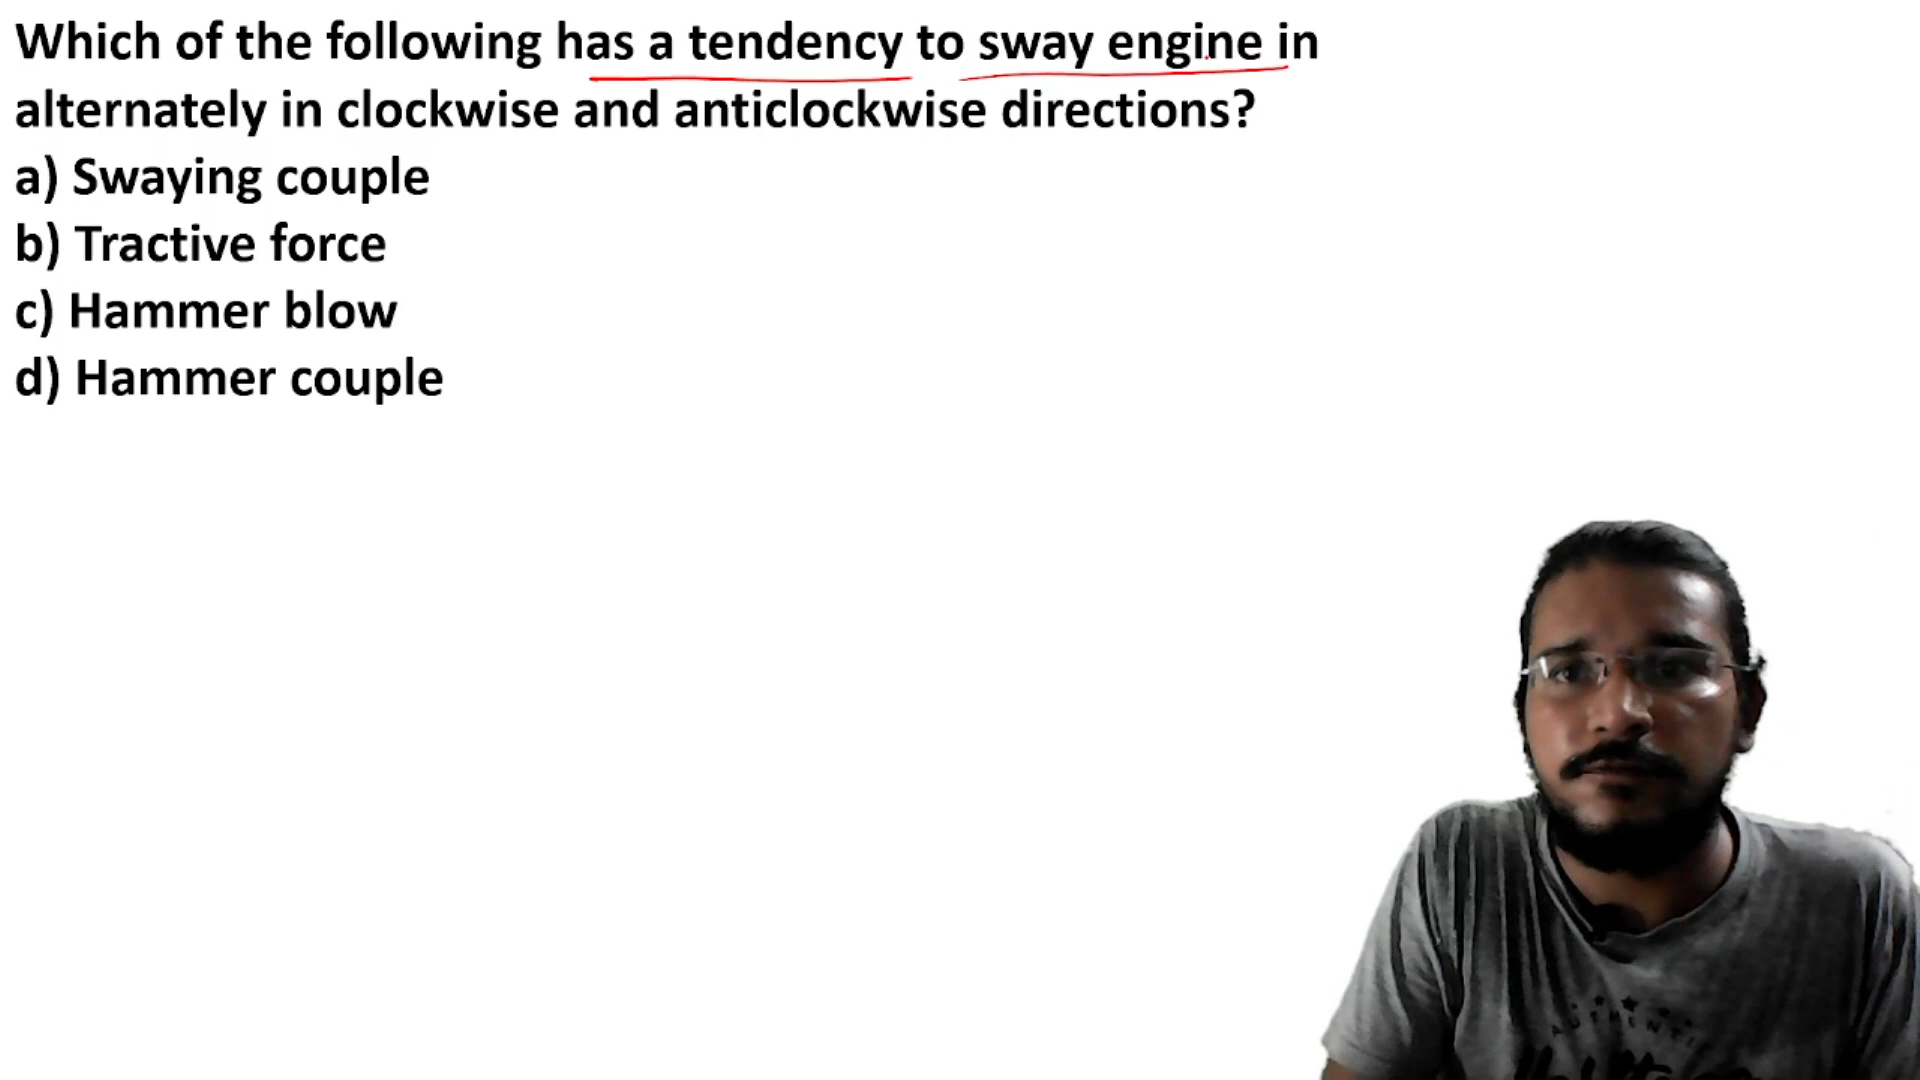 Which of the following has a tendency to sway engine in
alternately in clockwise and anticlockwise directions?
a) Swaying couple
b) Tractive force
c) Hammer blow
d) Hammer couple